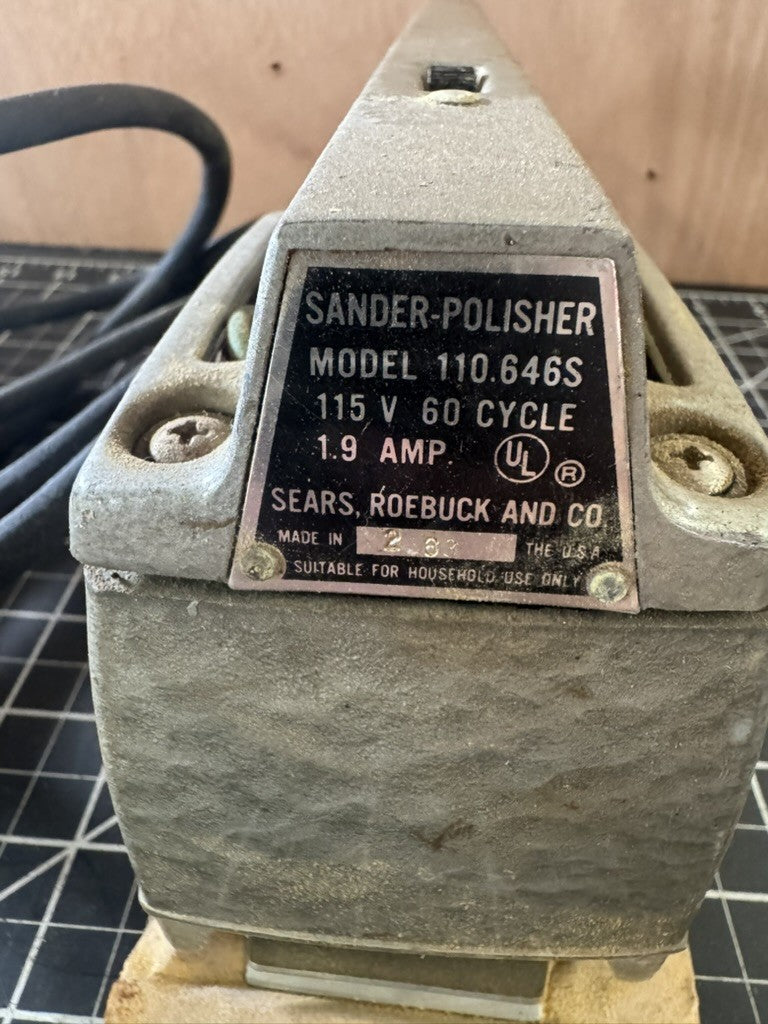 SANDER-POLISHER
MODEL 110.646S
115 V 60 CYCLE
1.9 AMP. UL ®
SEARS, ROEBUCK AND CO
MADE IN THE U.S.A
SUITABLE FOR HOUSEHOLD USE ONLY